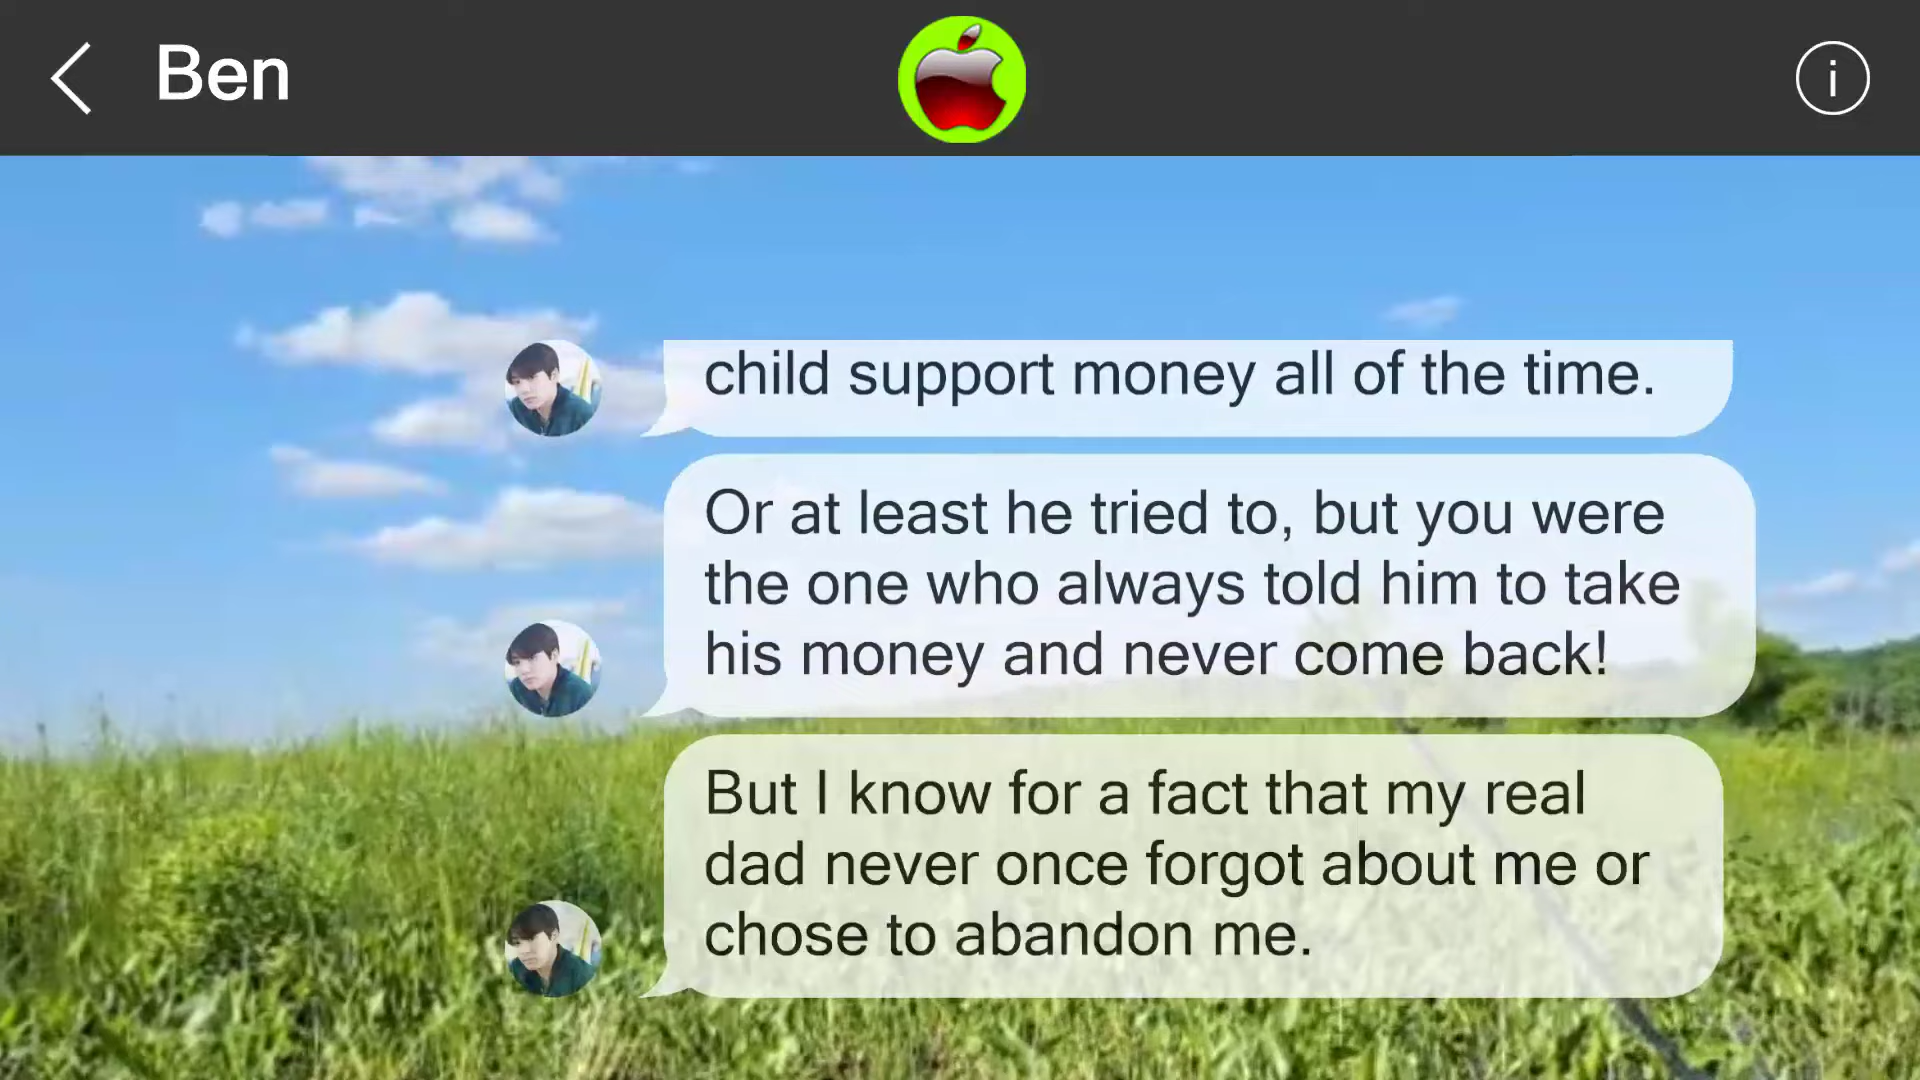 Ben
child support money all of the time.
Or at least he tried to, but you were
the one who always told him to take
his money and never come back!
But I know for a fact that my real
dad never once forgot about me or
chose to abandon me.